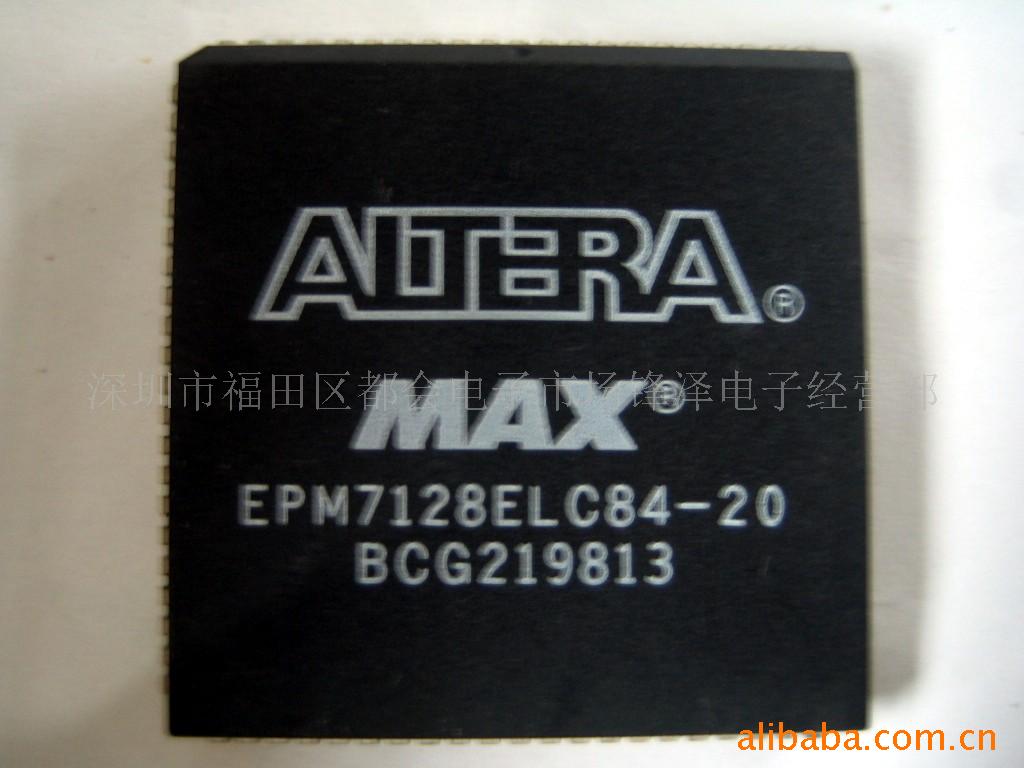 ALTERA®
深圳市福田区都会电子市场锋泽电子经营部
MAX®
EPM7128ELC84-20
BCG219813
alibaba.com.cn